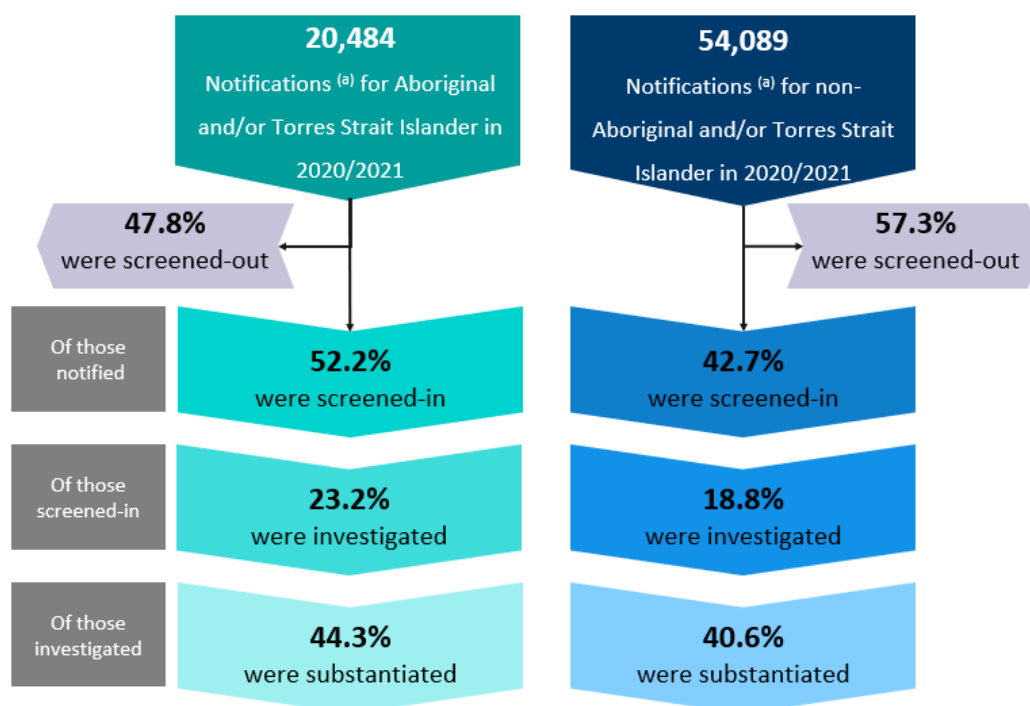 20,484
Notifications (a) for Aboriginal
and/or Torres Strait Islander in
2020/2021
54,089
Notifications (a) for non-
Aboriginal and/or Torres Strait
Islander in 2020/2021
47.8%
were screened-out
57.3%
were screened-out
Of those
notified
52.2%
were screened-in
42.7%
were screened-in
Of those
screened-in
23.2%
were investigated
18.8%
were investigated
Of those
investigated
44.3%
were substantiated
40.6%
were substantiated